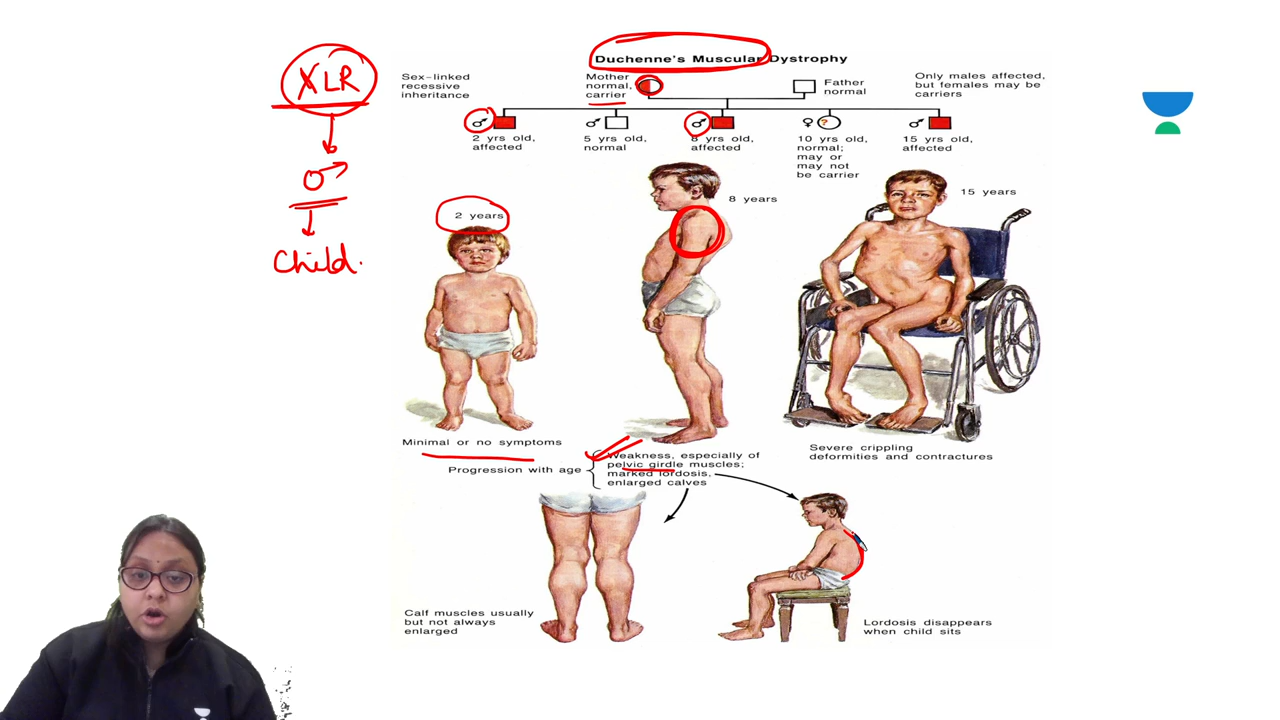 XLR
♂
Child.
Duchenne's Muscular Dystrophy
Sex-linked
recessive
inheritance
Mother
normal,
carrier
Father
normal
Only males affected,
but females may be
carriers
♂
2 yrs old,
affected
♂
5 yrs old,
normal
♂
8 yrs old,
affected
♀ ?
10 yrs old,
normal;
may or
may not
be carrier
♂
15 yrs old,
affected
2 years
8 years
15 years
Minimal or no symptoms
Progression with age
Weakness, especially of
pelvic girdle muscles;
marked lordosis,
enlarged calves
Severe crippling
deformities and contractures
Calf muscles usually
but not always
enlarged
Lordosis disappears
when child sits